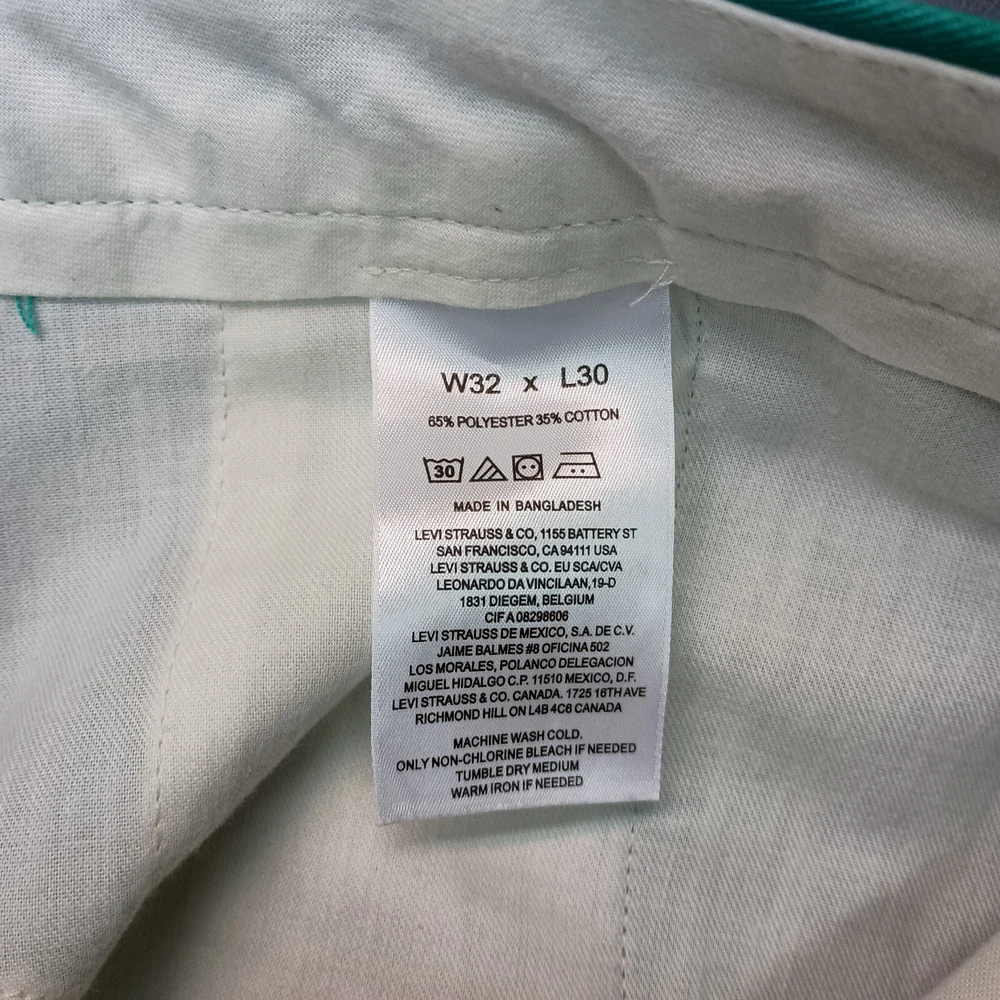 W32 x L30
65% POLYESTER 35% COTTON
30
MADE IN BANGLADESH
LEVI STRAUSS & CO, 1155 BATTERY ST
SAN FRANCISCO, CA 94111 USA
LEVI STRAUSS & CO. EU SCA/CVA
LEONARDO DA VINCILAAN, 19-D
1831 DIEGEM, BELGIUM
CIF A 08298606
LEVI STRAUSS DE MEXICO, S.A. DE C.V.
JAIME BALMES #8 OFICINA 502
LOS MORALES, POLANCO DELEGACION
MIGUEL HIDALGO C.P. 11510 MEXICO, D.F.
LEVI STRAUSS & CO. CANADA. 1725 16TH AVE
RICHMOND HILL ON L4B 4C6 CANADA
MACHINE WASH COLD.
ONLY NON-CHLORINE BLEACH IF NEEDED
TUMBLE DRY MEDIUM
WARM IRON IF NEEDED